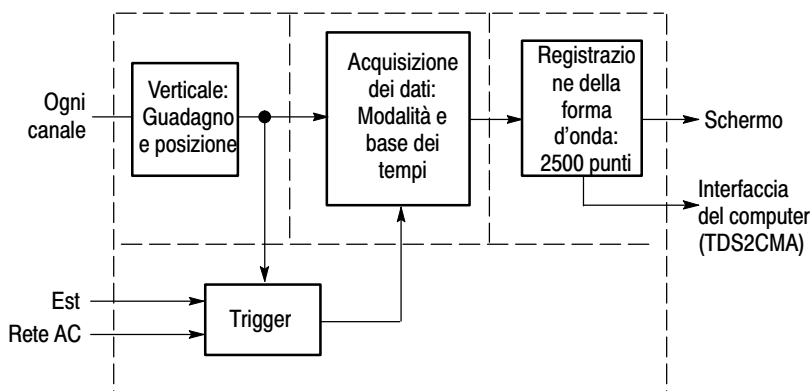 Ogni
canale
Verticale:
Guadagno
e posizione
Acquisizione
dei dati:
Modalità e
base dei
tempi
Registrazio
ne della
forma
d'onda:
2500 punti
Schermo
Interfaccia
del computer
(TDS2CMA)
Est
Rete AC
Trigger